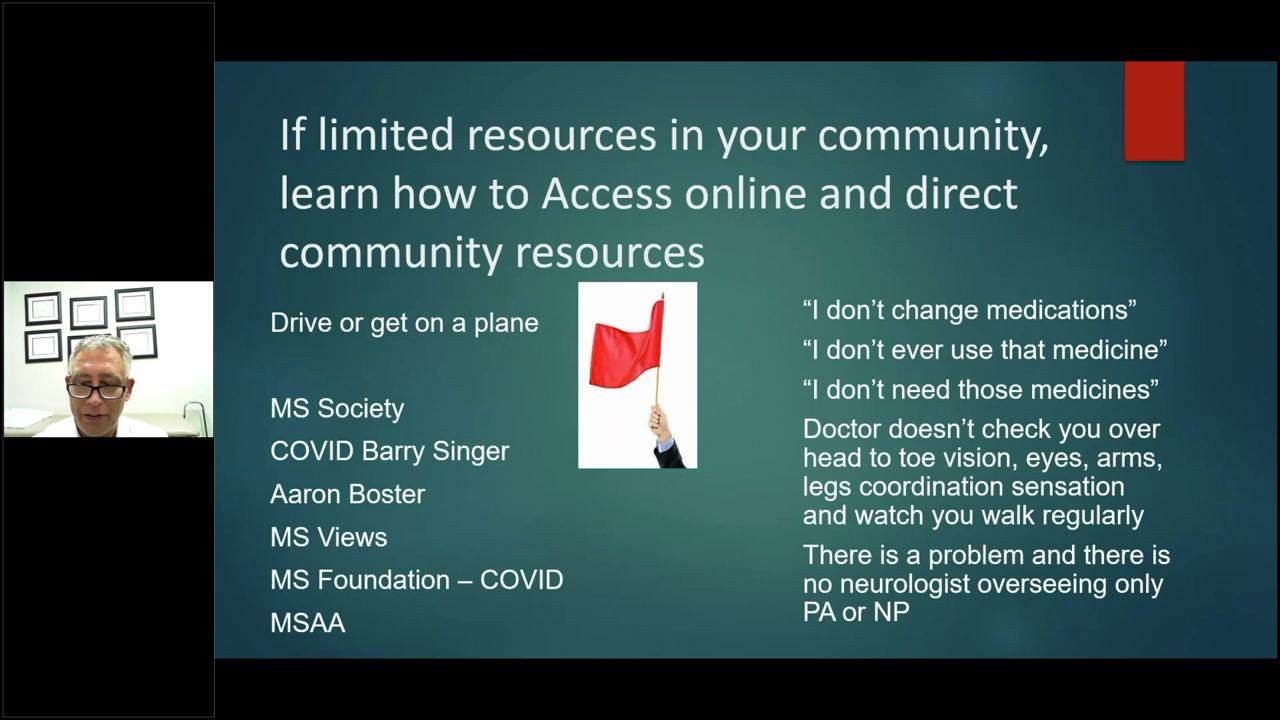 If limited resources in your community,
learn how to Access online and direct
community resources
Drive or get on a plane
MS Society
COVID Barry Singer
Aaron Boster
MS Views
MS Foundation – COVID
MSAA
“I don’t change medications”
“I don’t ever use that medicine”
“I don’t need those medicines”
Doctor doesn’t check you over
head to toe vision, eyes, arms,
legs coordination sensation
and watch you walk regularly
There is a problem and there is
no neurologist overseeing only
PA or NP